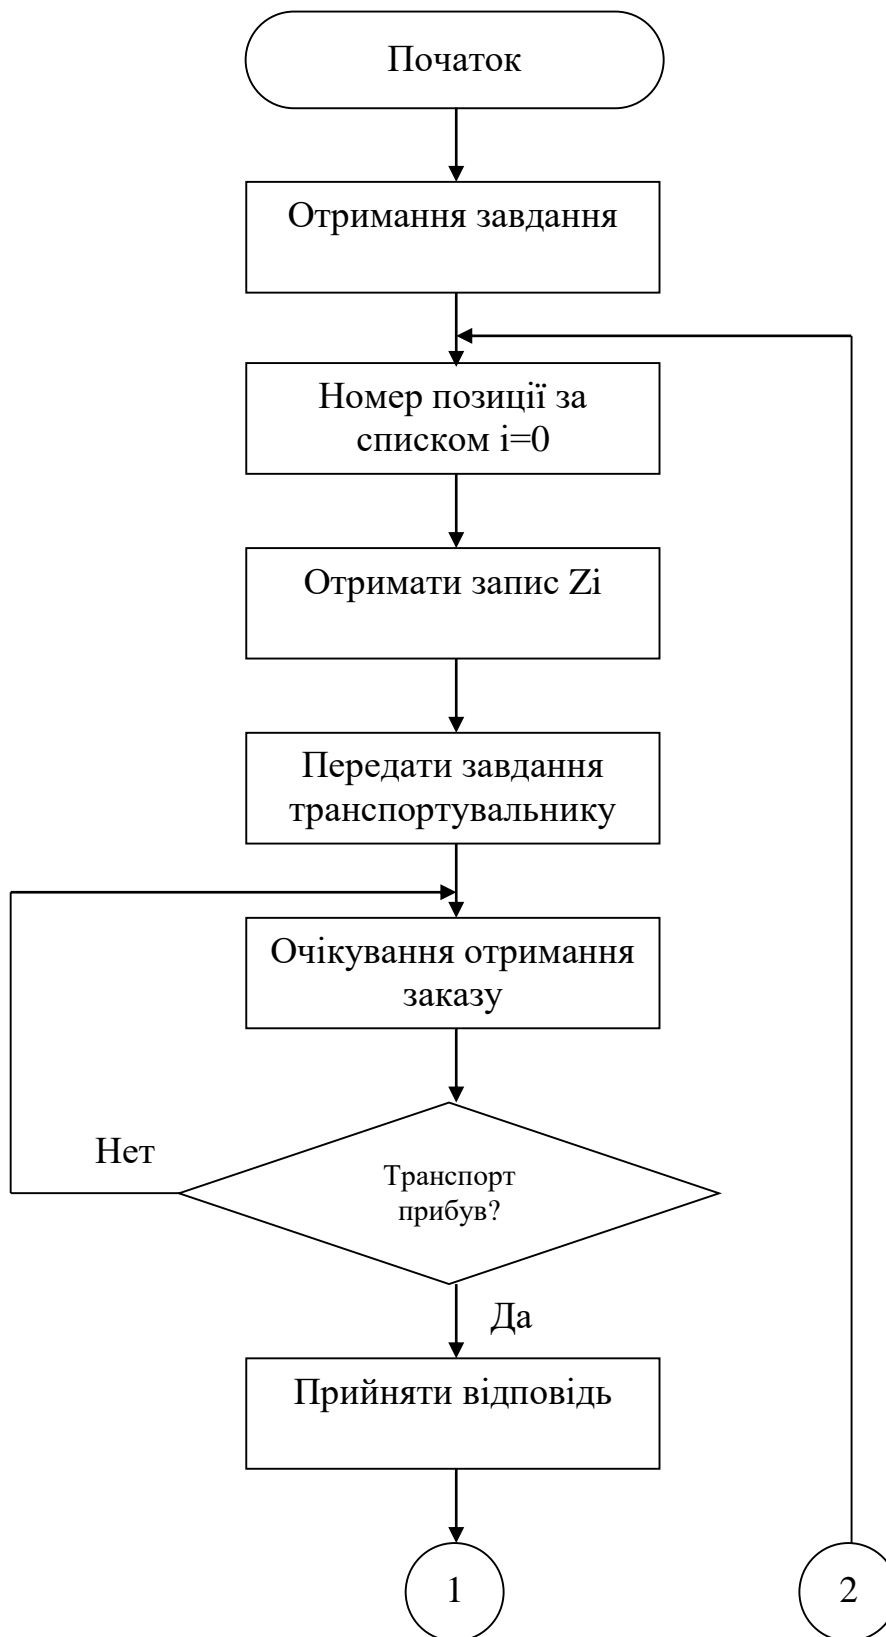 Початок
Отримання завдання
Номер позиції за
списком i=0
Отримати запис Zi
Передати завдання
транспортувальнику
Очікування отримання
заказу
Нет
Транспорт
прибув?
Да
Прийняти відповідь
1
2